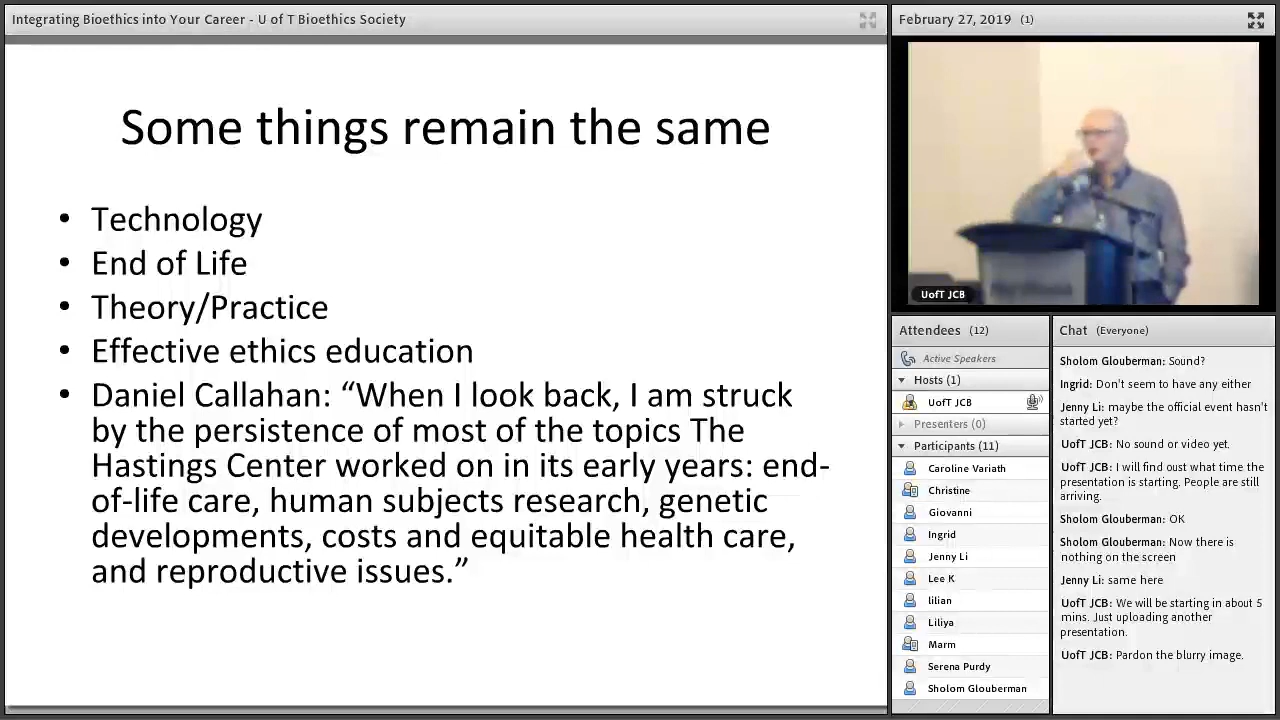 Integrating Bioethics into Your Career - U of T Bioethics Society
Some things remain the same
• Technology
• End of Life
• Theory/Practice
• Effective ethics education
• Daniel Callahan: “When I look back, I am struck
by the persistence of most of the topics The
Hastings Center worked on in its early years: end-
of-life care, human subjects research, genetic
developments, costs and equitable health care,
and reproductive issues.”
February 27, 2019 (1)
UofT JCB
Attendees (12)
Active Speakers
Hosts (1)
UofT JCB
Presenters (0)
Participants (11)
Caroline Variath
Christine
Giovanni
Ingrid
Jenny Li
Lee K
lilian
Liliya
Marm
Serena Purdy
Sholom Glouberman
Chat (Everyone)
Sholom Glouberman: Sound?
Ingrid: Don't seem to have any either
Jenny Li: maybe the official event hasn't
started yet?
UofT JCB: No sound or video yet.
UofT JCB: I will find oust what time the
presentation is starting. People are still
arriving.
Sholom Glouberman: OK
Sholom Glouberman: Now there is
nothing on the screen
Jenny Li: same here
UofT JCB: We will be starting in about 5
mins. Just uploading another
presentation.
UofT JCB: Pardon the blurry image.